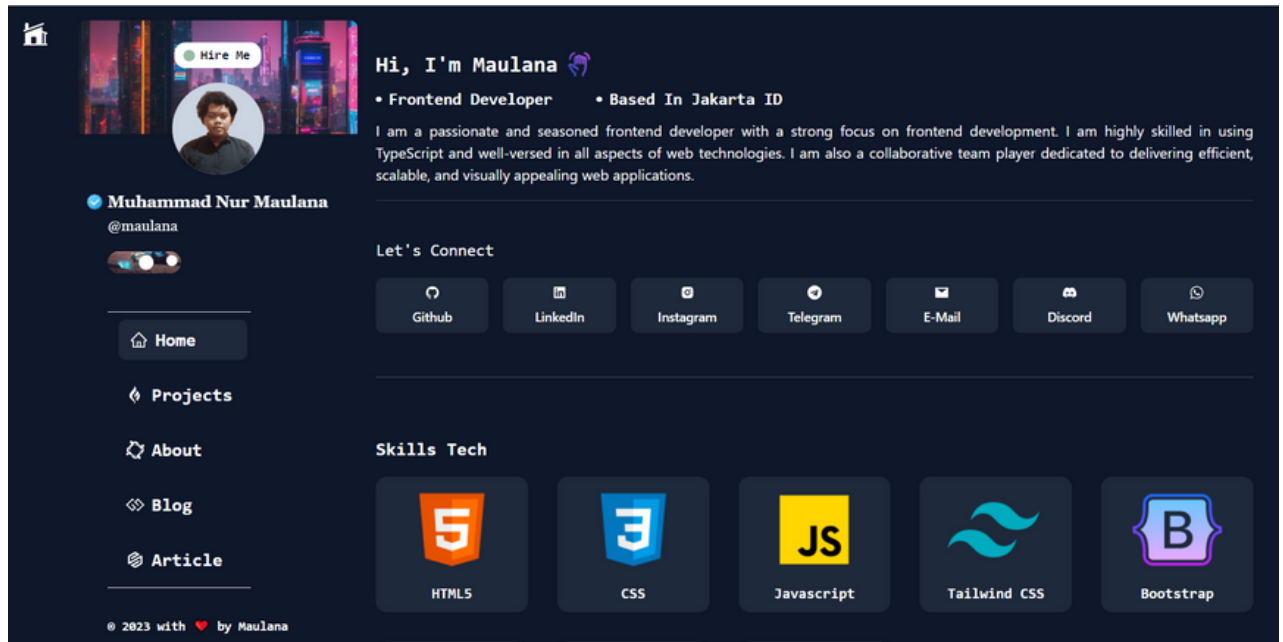 Hire Me
Muhammad Nur Maulana
@maulana
Home
Projects
About
Blog
Article
© 2023 with ❤ by Maulana
Hi, I'm Maulana
• Frontend Developer • Based In Jakarta ID
I am a passionate and seasoned frontend developer with a strong focus on frontend development. I am highly skilled in using
TypeScript and well-versed in all aspects of web technologies. I am also a collaborative team player dedicated to delivering efficient,
scalable, and visually appealing web applications.
Let's Connect
Github LinkedIn Instagram Telegram E-Mail Discord Whatsapp
Skills Tech
5 3 JS B
HTML5 CSS Javascript Tailwind CSS Bootstrap